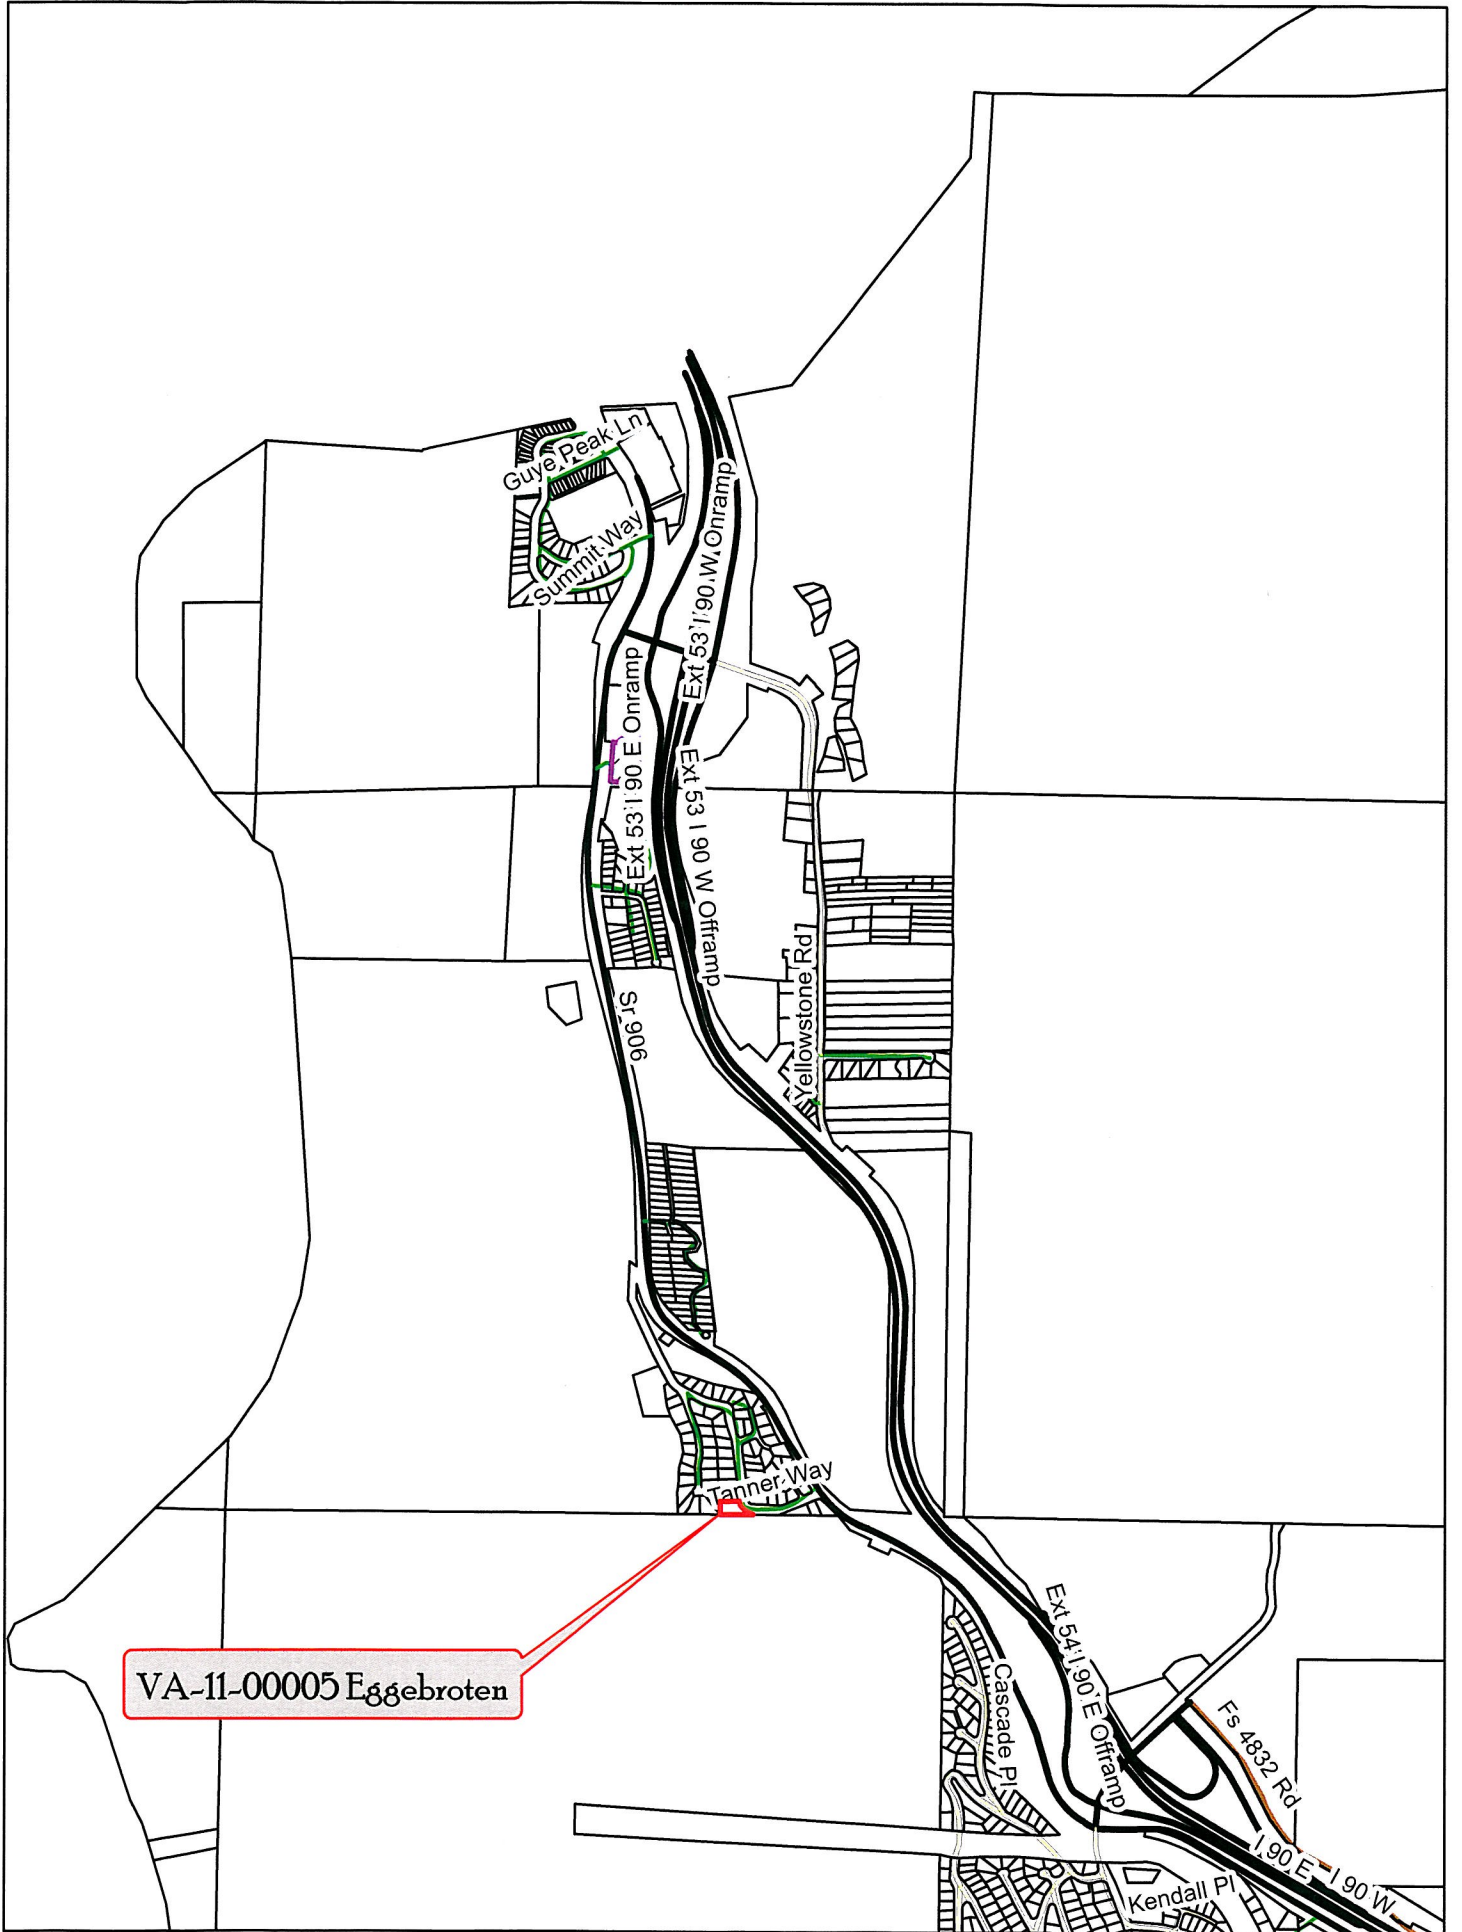 Guye Peak Ln
Summit Way
Ext 53 I 90 W Onramp
Ext 53 I 90 E Onramp
Ext 53 I 90 W Offramp
Yellowstone Rd
Sr 906
Tanner Way
VA-11-00005 Eggebroten
Ext 54 I 90 E Offramp
Cascade Pl
Fs 4832 Rd
I 90 E
I 90 W
Kendall Pl